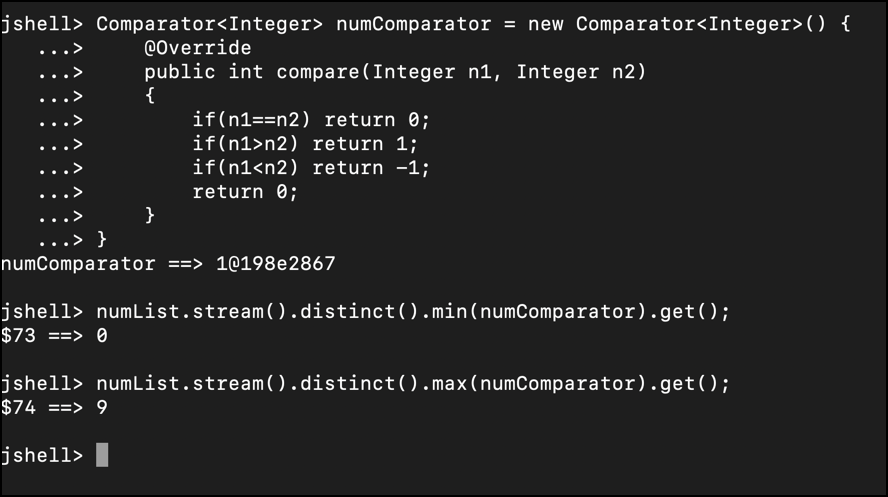 jshell> Comparator<Integer> numComparator = new Comparator<Integer>() {
   ...>     @Override
   ...>     public int compare(Integer n1, Integer n2)
   ...>     {
   ...>         if(n1==n2) return 0;
   ...>         if(n1>n2) return 1;
   ...>         if(n1<n2) return -1;
   ...>         return 0;
   ...>     }
   ...> }
numComparator ==> 1@198e2867
jshell> numList.stream().distinct().min(numComparator).get();
$73 ==> 0
jshell> numList.stream().distinct().max(numComparator).get();
$74 ==> 9
jshell>